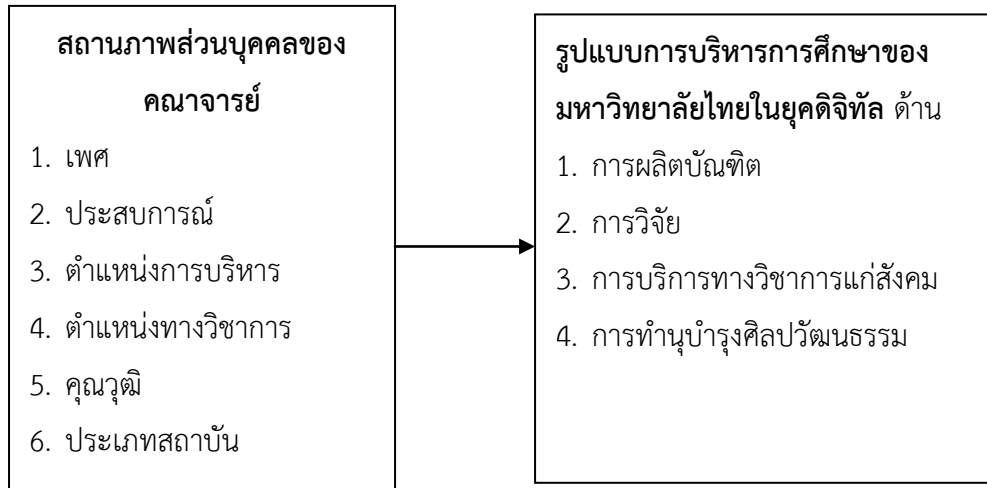 สถานภาพส่วนบุคคลของ
คณาจารย์
1. เพศ
2. ประสบการณ์
3. ตำแหน่งการบริหาร
4. ตำแหน่งทางวิชาการ
5. คุณวุฒิ
6. ประเภทสถาบัน
รูปแบบการบริหารการศึกษาของ
มหาวิทยาลัยไทยในยุคดิจิทัล ด้าน
1. การผลิตบัณฑิต
2. การวิจัย
3. การบริการทางวิชาการแก่สังคม
4. การทำนุบำรุงศิลปวัฒนธรรม